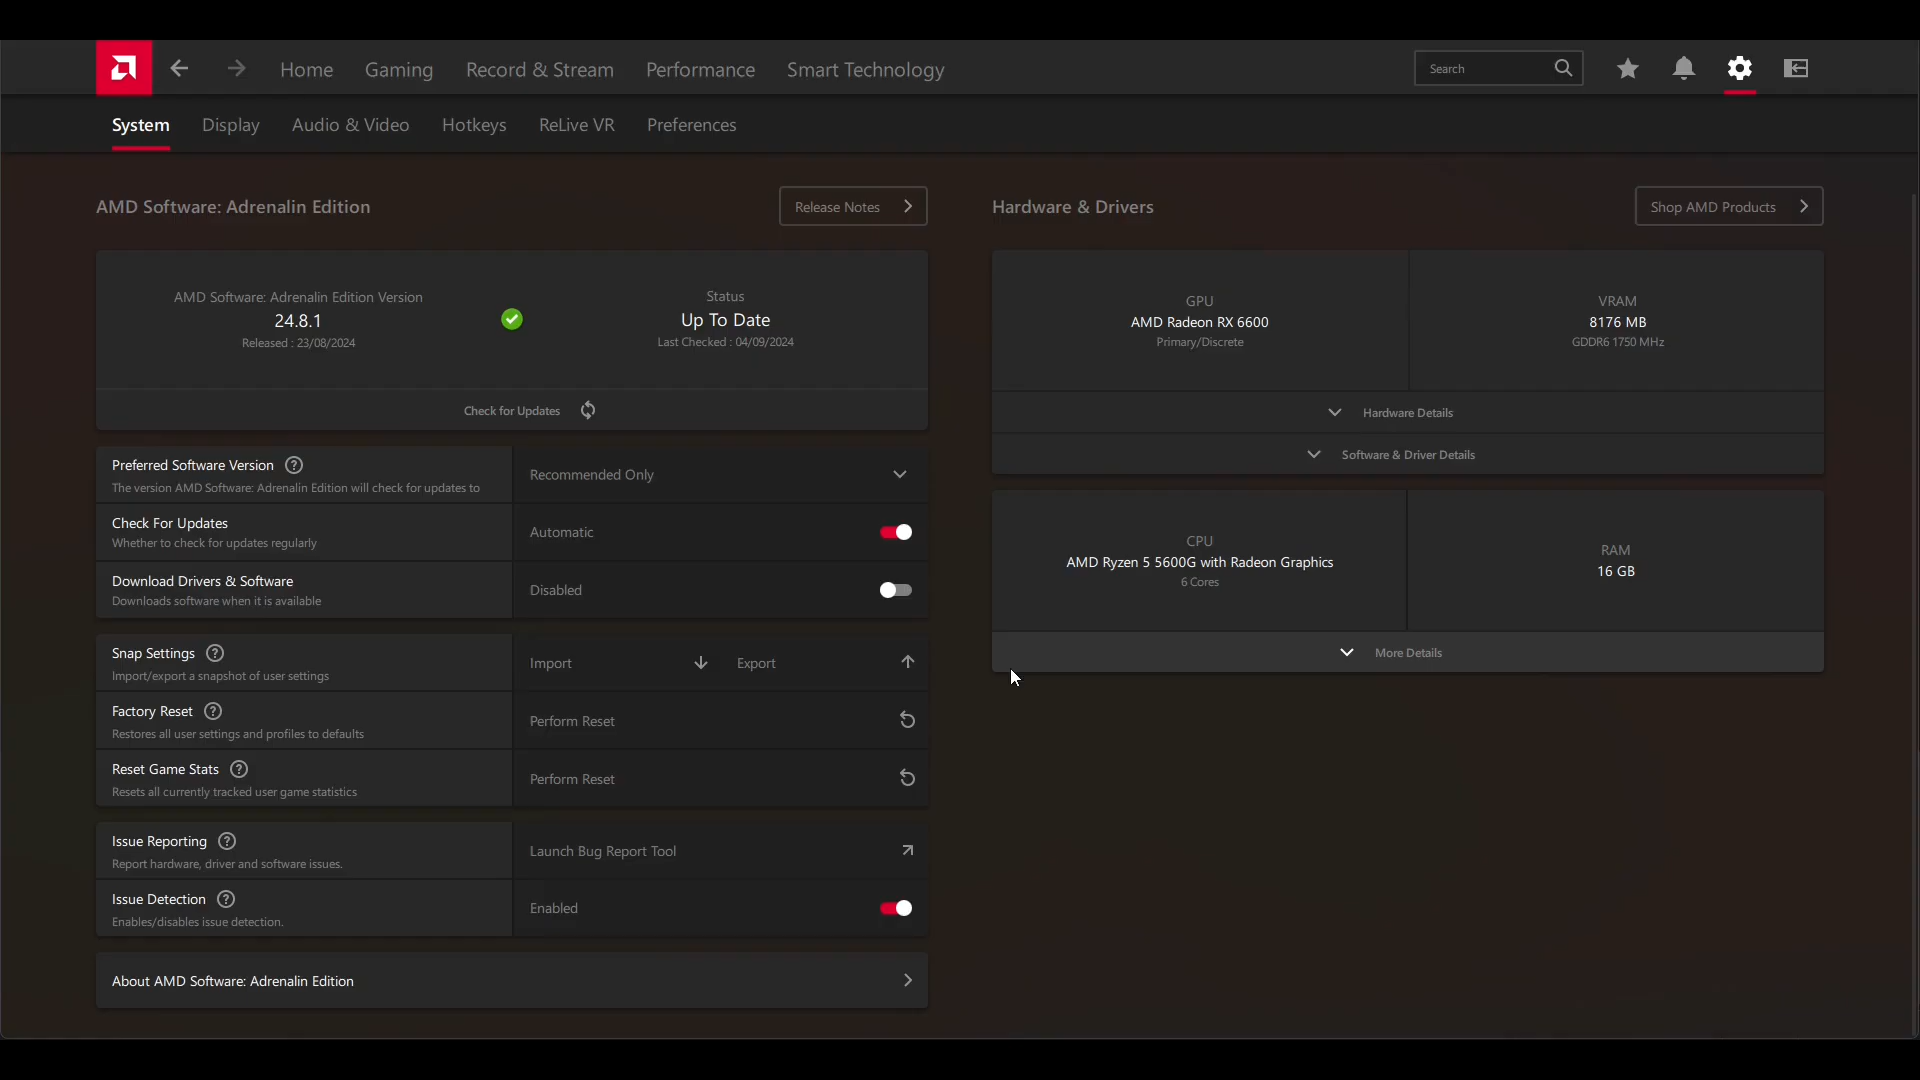 Home Gaming Record & Stream Performance Smart Technology Search
System Display Audio & Video Hotkeys ReLive VR Preferences
AMD Software: Adrenalin Edition
Release Notes
AMD Software: Adrenalin Edition Version
24.8.1
Released : 23/08/2024
Status
Up To Date
Last Checked : 04/09/2024
Check for Updates
Preferred Software Version
The version AMD Software: Adrenalin Edition will check for updates to
Recommended Only
Check For Updates
Whether to check for updates regularly
Automatic
Download Drivers & Software
Downloads software when it is available
Disabled
Snap Settings
Import/export a snapshot of user settings
Import
Export
Factory Reset
Restores all user settings and profiles to defaults
Perform Reset
Reset Game Stats
Resets all currently tracked user game statistics
Perform Reset
Issue Reporting
Report hardware, driver and software issues.
Launch Bug Report Tool
Issue Detection
Enables/disables issue detection.
Enabled
About AMD Software: Adrenalin Edition
Hardware & Drivers
Shop AMD Products
GPU
AMD Radeon RX 6600
Primary/Discrete
VRAM
8176 MB
GDDR6 1750 MHz
Hardware Details
Software & Driver Details
CPU
AMD Ryzen 5 5600G with Radeon Graphics
6 Cores
RAM
16 GB
More Details